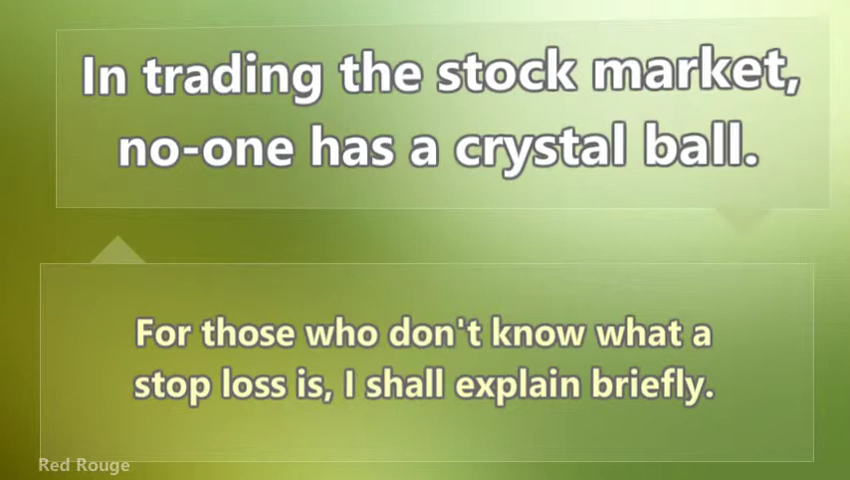 In trading the stock market,
no-one has a crystal ball.
For those who don't know what a
stop loss is, I shall explain briefly.
Red Rouge